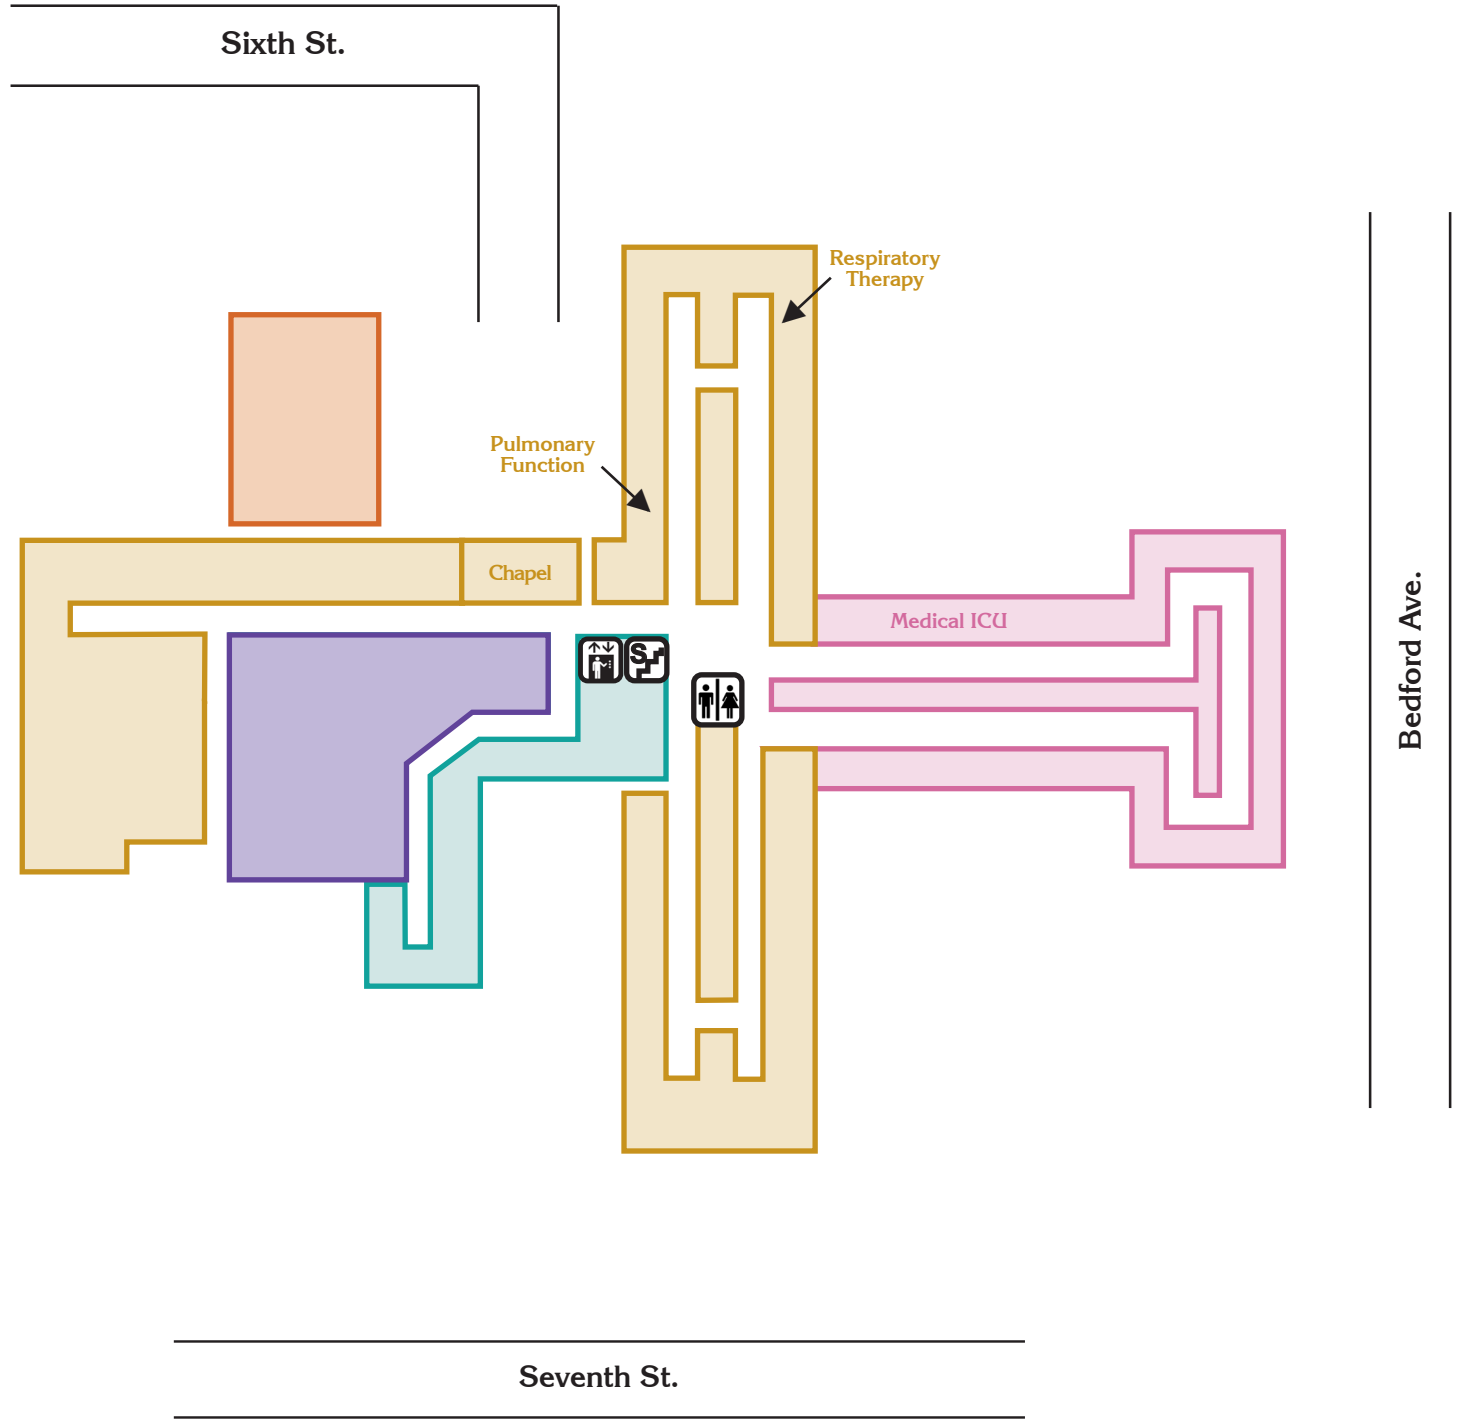 Sixth St.
Respiratory
Therapy
Pulmonary
Function
Chapel
Medical ICU
S
Bedford Ave.
Seventh St.